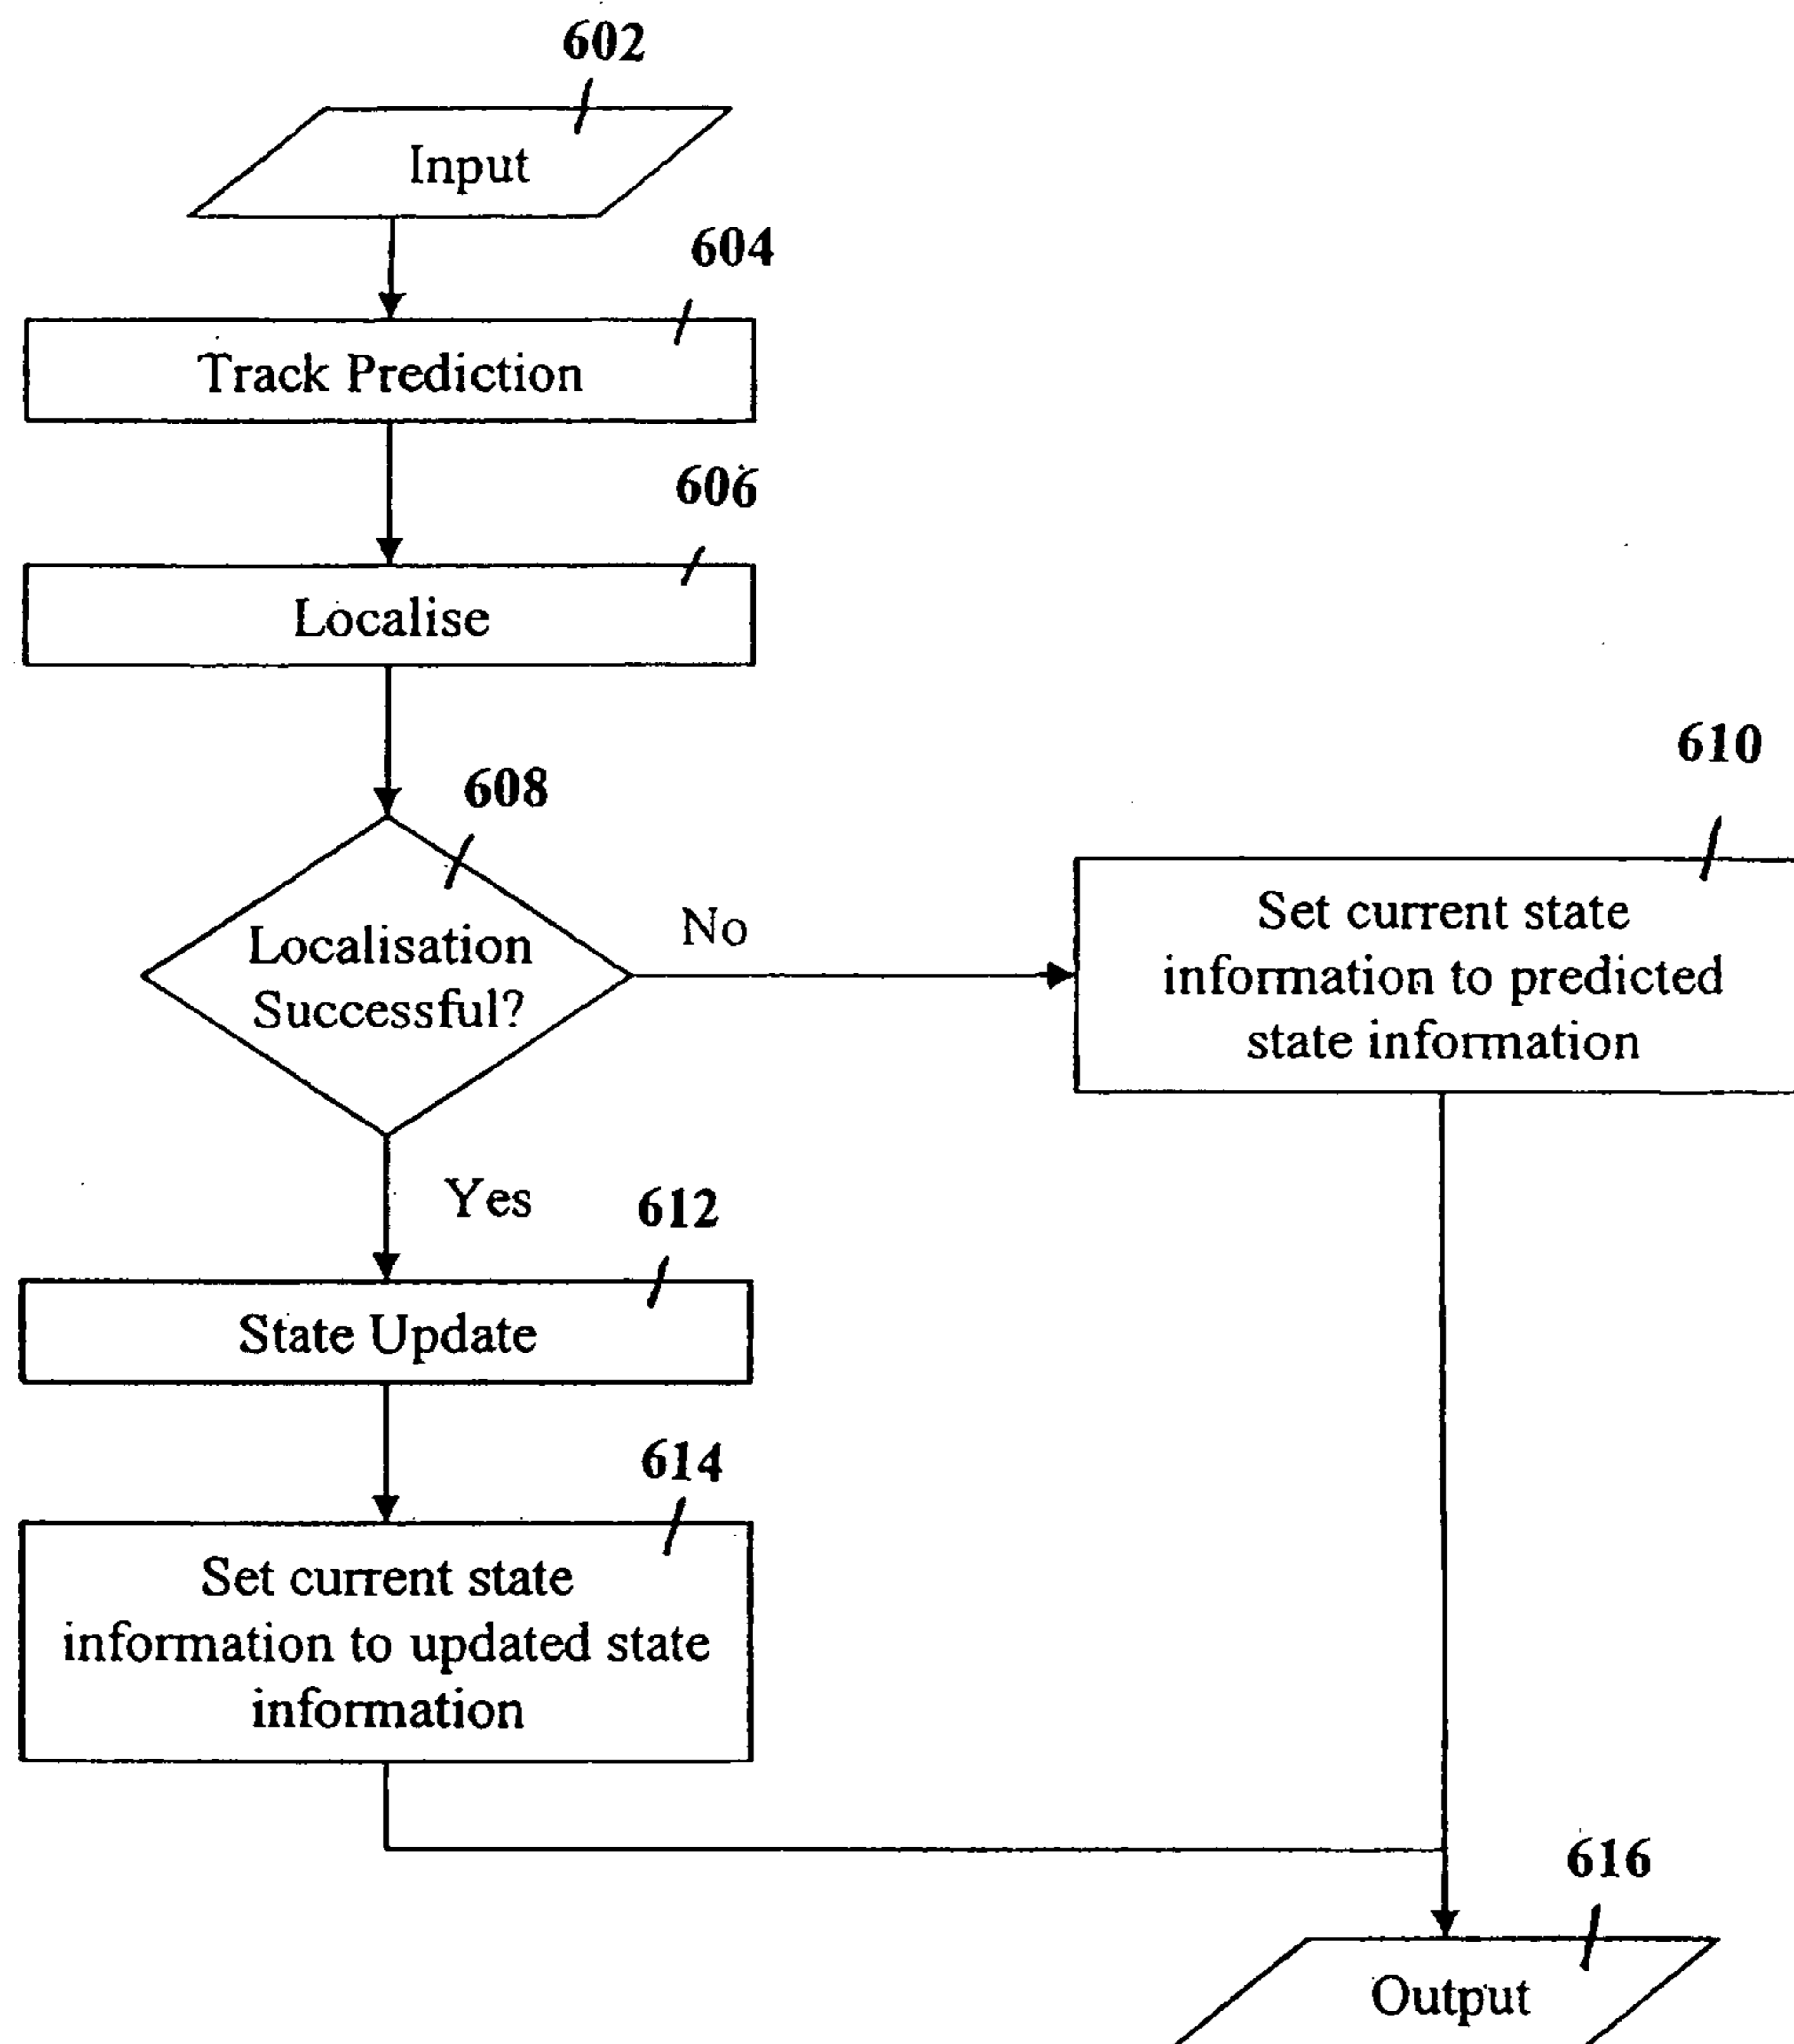 602
Input
604
Track Prediction
606
Localise
608
Localisation
Successful?
No
610
Set current state
information to predicted
state information
Yes
612
State Update
614
Set current state
information to updated state
information
616
Output